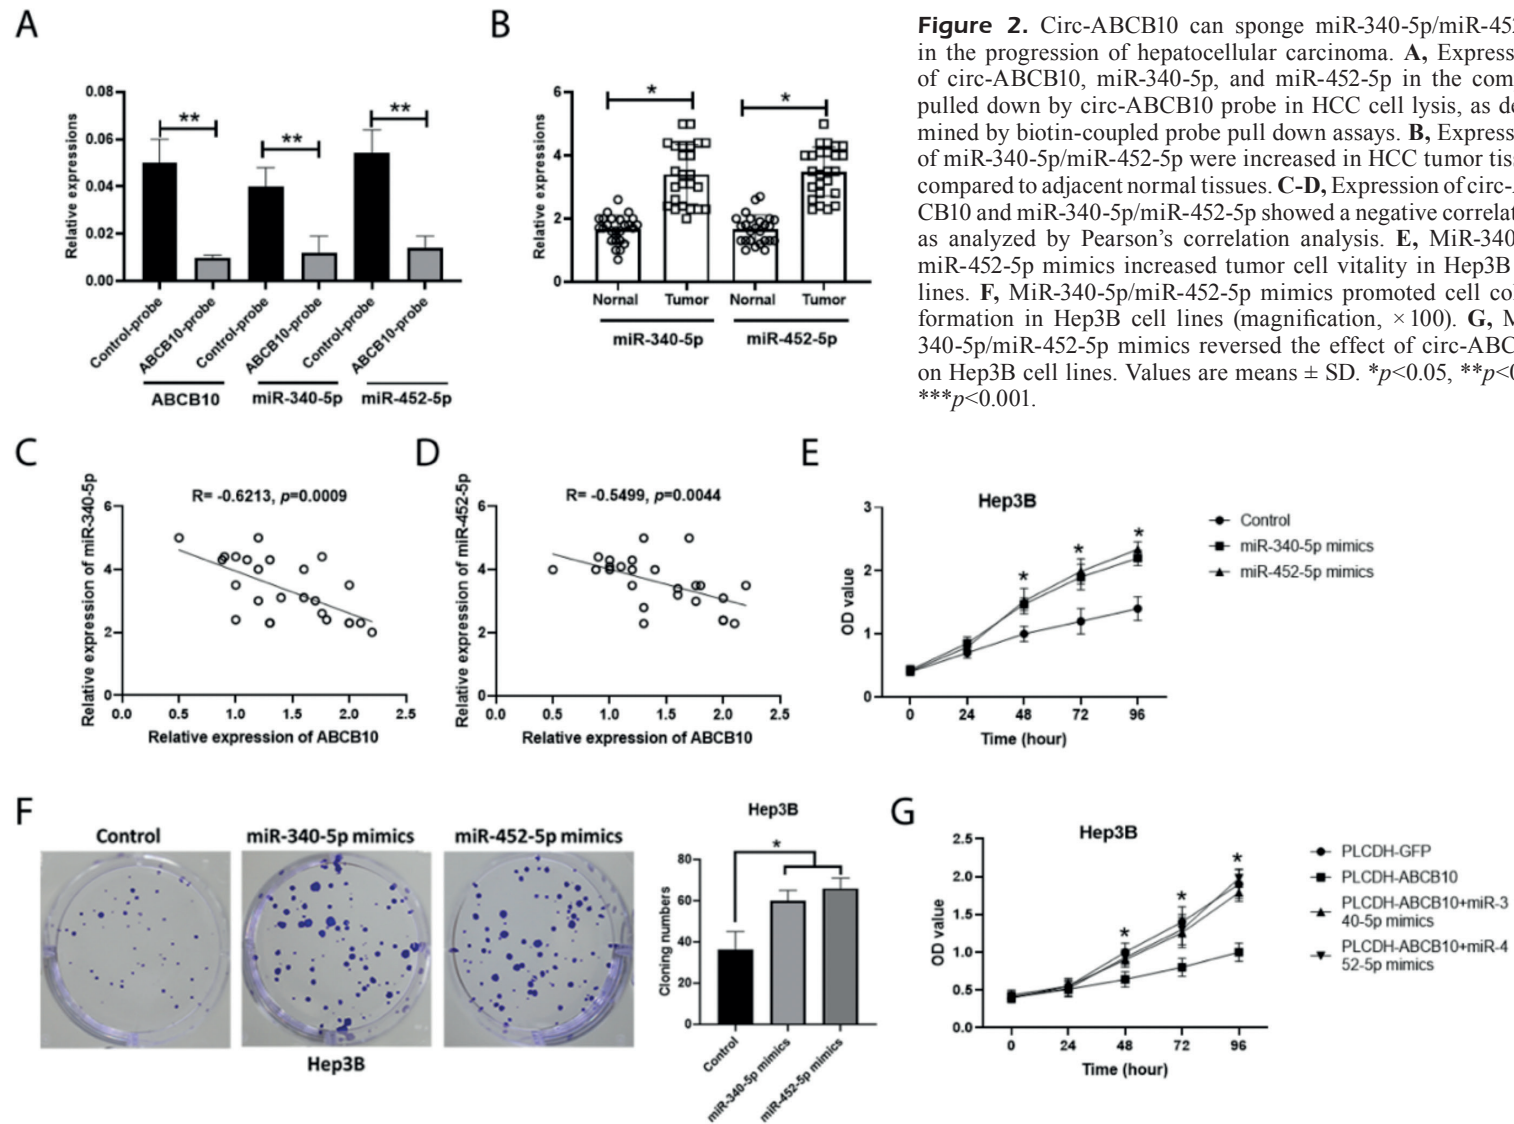 A
B
Figure 2. Circ-ABCB10 can sponge miR-340-5p/miR-452
in the progression of hepatocellular carcinoma. A, Express
of circ-ABCB10, miR-340-5p, and miR-452-5p in the com
pulled down by circ-ABCB10 probe in HCC cell lysis, as de
mined by biotin-coupled probe pull down assays. B, Express
of miR-340-5p/miR-452-5p were increased in HCC tumor tiss
compared to adjacent normal tissues. C-D, Expression of circ-
CB10 and miR-340-5p/miR-452-5p showed a negative correlat
as analyzed by Pearson's correlation analysis. E, MiR-340
miR-452-5p mimics increased tumor cell vitality in Hep3B
lines. F, MiR-340-5p/miR-452-5p mimics promoted cell col
formation in Hep3B cell lines (magnification, ×100). G, M
340-5p/miR-452-5p mimics reversed the effect of circ-ABC
on Hep3B cell lines. Values are means ± SD. *p<0.05, **p<0
***p<0.001.
Relative expressions
0.08
0.06
0.04
0.02
0.00
**
**
**
Control-probe
ABCB10-probe
Control-probe
ABCB10-probe
Control-probe
ABCB10-probe
ABCB10
miR-340-5p
miR-452-5p
Relative expressions
6
4
2
0
*
*
Nornal
Tumor
Nornal
Tumor
miR-340-5p
miR-452-5p
C
Relative expression of miR-340-5p
R= -0.6213, p=0.0009
6
4
2
0
0.0 0.5 1.0 1.5 2.0 2.5
Relative expression of ABCB10
D
Relative expression of miR-452-5p
R= -0.5499, p=0.0044
6
4
2
0
0.0 0.5 1.0 1.5 2.0 2.5
Relative expression of ABCB10
E
Hep3B
OD value
3
2
1
0
*
*
*
0 24 48 72 96
Time (hour)
Control
miR-340-5p mimics
miR-452-5p mimics
F
Control
miR-340-5p mimics
miR-452-5p mimics
Hep3B
Hep3B
Cloning numbers
80
60
40
20
0
*
Control
miR-340-5p mimics
miR-452-5p mimics
G
Hep3B
OD value
2.5
2.0
1.5
1.0
0.5
0.0
*
*
*
0 24 48 72 96
Time (hour)
PLCDH-GFP
PLCDH-ABCB10
PLCDH-ABCB10+miR-3
40-5p mimics
PLCDH-ABCB10+miR-4
52-5p mimics